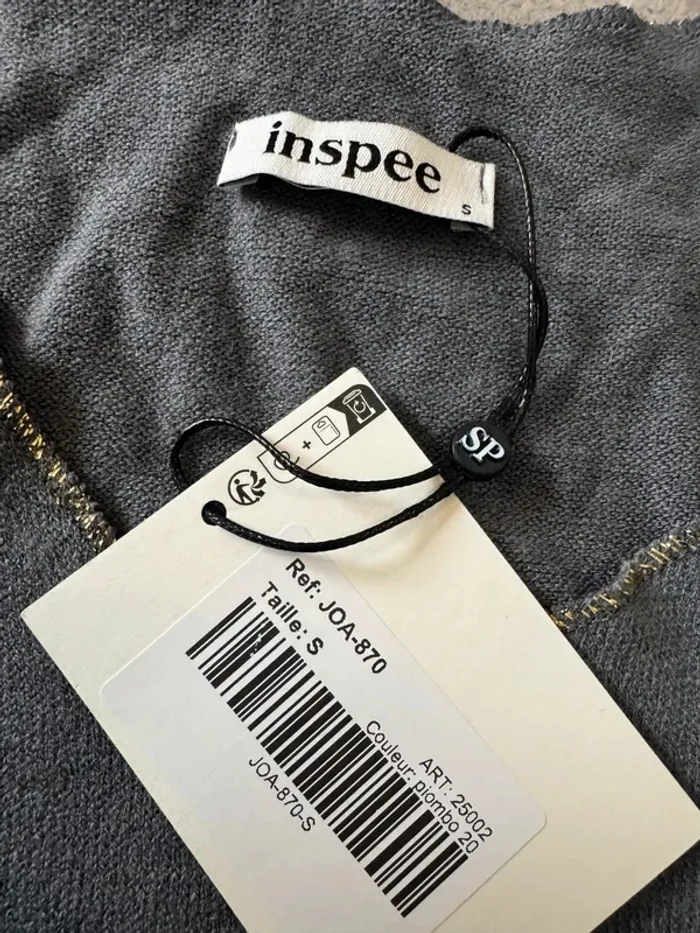 inspee
S
SP
Ref: JOA-870
Taille: S
ART: 25002
Couleur: piombo 20
JOA-870-S